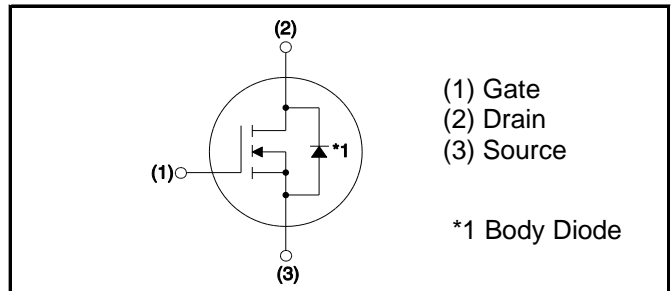 (2)
(1) Gate
(2) Drain
(3) Source
*1
(1)
*1 Body Diode
(3)